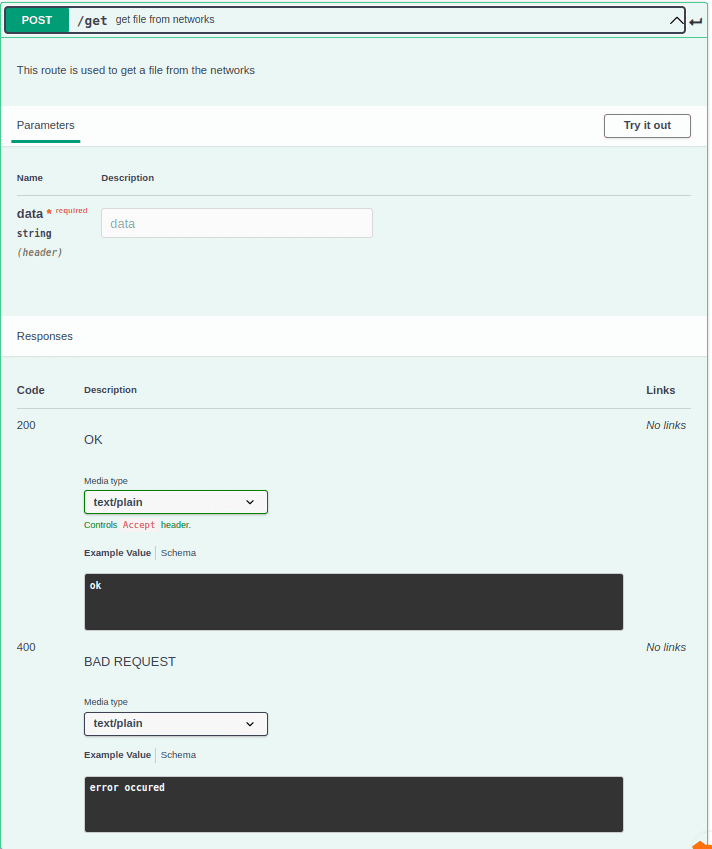 POST /get get file from networks
This route is used to get a file from the networks
Parameters
Try it out
Name Description
data * required
string
(header)
data
Responses
Code Description Links
200
OK
No links
Media type
text/plain
Controls Accept header.
Example Value Schema
ok
400
BAD REQUEST
No links
Media type
text/plain
Example Value Schema
error occured